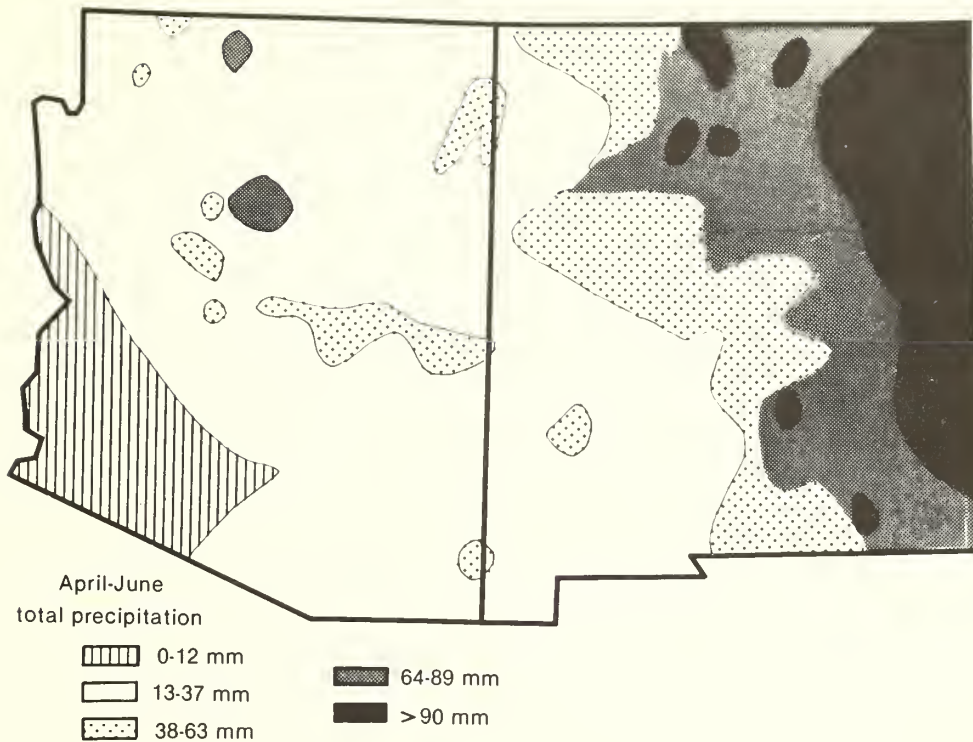 April-June
total precipitation
0-12 mm
13-37 mm
38-63 mm
64-89 mm
>90 mm